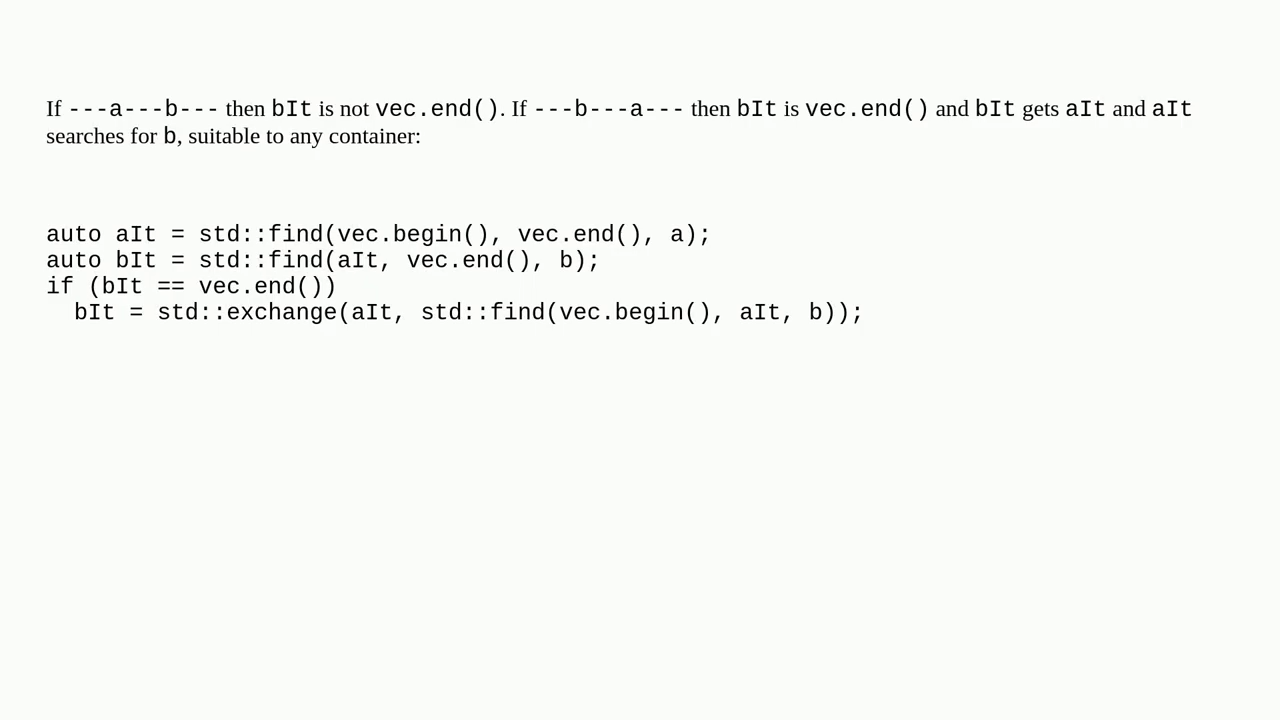 If ---a---b--- then bIt is not vec.end(). If ---b---a--- then bIt is vec.end() and bIt gets aIt and aIt
searches for b, suitable to any container:
auto aIt = std::find(vec.begin(), vec.end(), a);
auto bIt = std::find(aIt, vec.end(), b);
if (bIt == vec.end())
  bIt = std::exchange(aIt, std::find(vec.begin(), aIt, b));